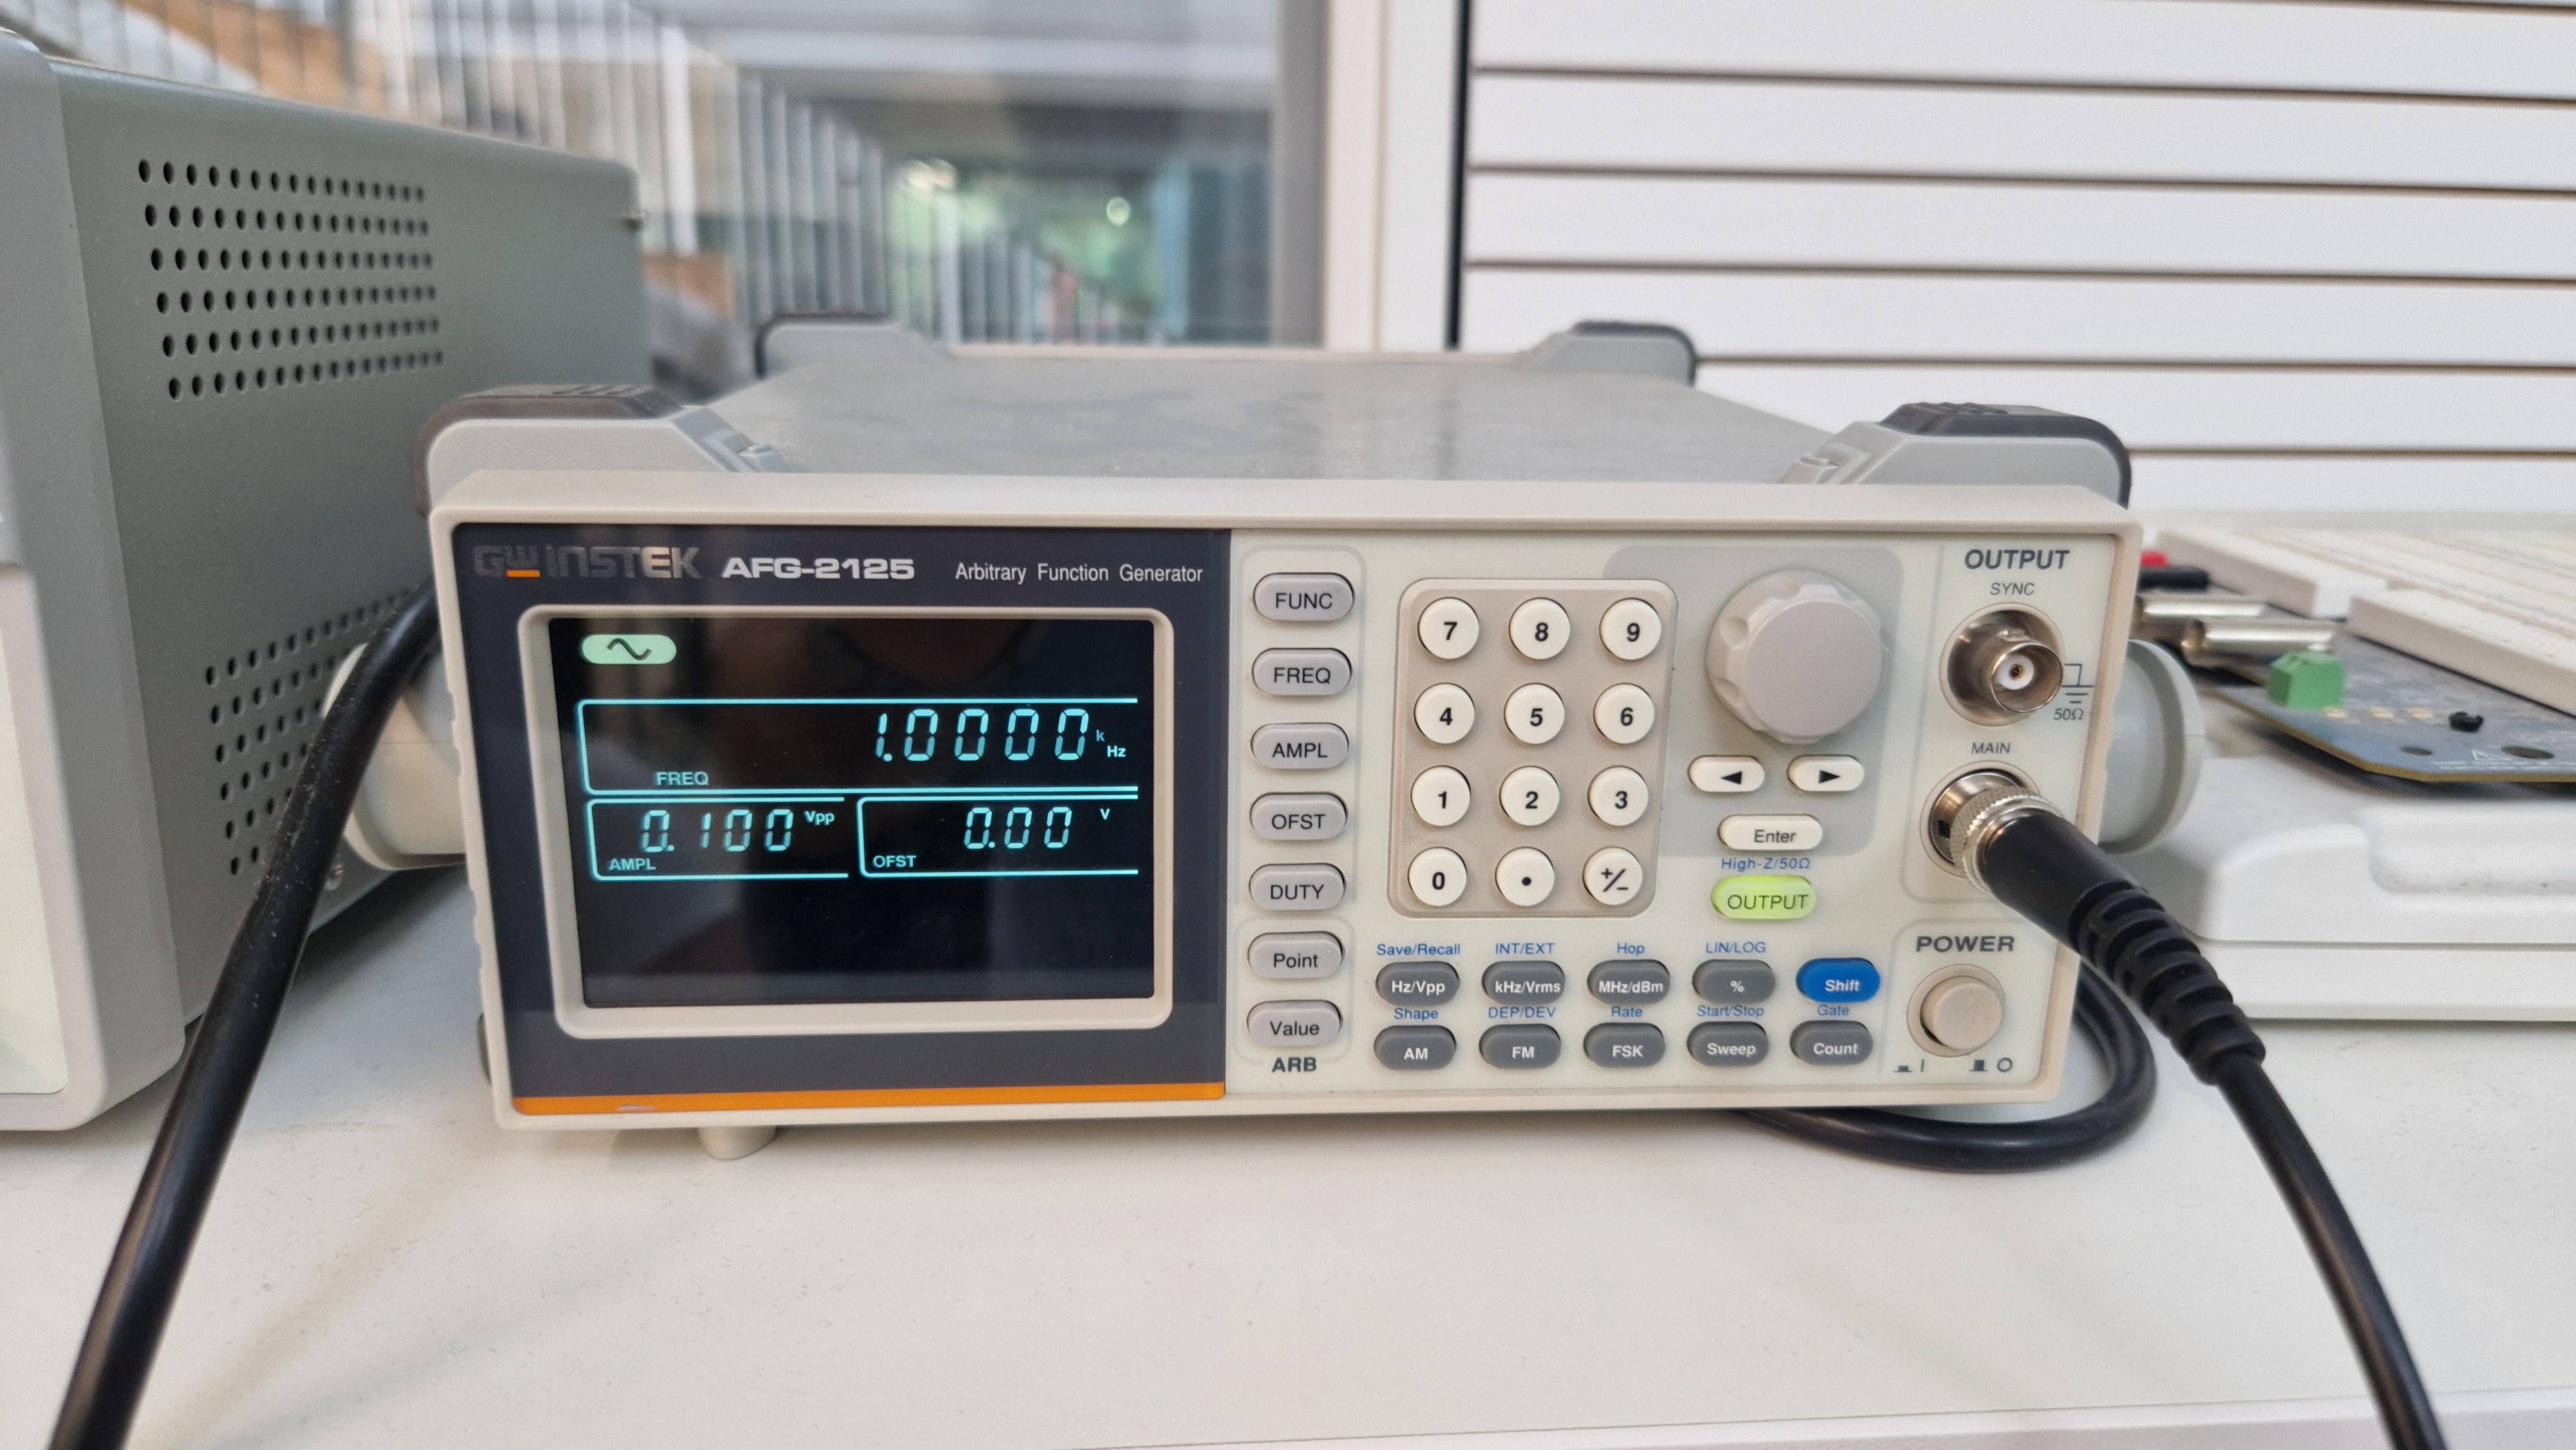 GWINSTEK AFG-2125 Arbitrary Function Generator
1.0000 kHz
FREQ
0.100 Vpp
AMPL
0.00 V
OFST
FUNC
FREQ
AMPL
OFST
DUTY
Point
Value
ARB
7 8 9
4 5 6
1 2 3
0 • +/-
◄ ►
Enter
High-Z/50Ω
OUTPUT
Save/Recall INT/EXT Hop LIN/LOG
Hz/Vpp kHz/Vrms MHz/dBm % Shift
Shape DEP/DEV Rate Start/Stop Gate
AM FM FSK Sweep Count
OUTPUT
SYNC
50Ω
MAIN
POWER
I O